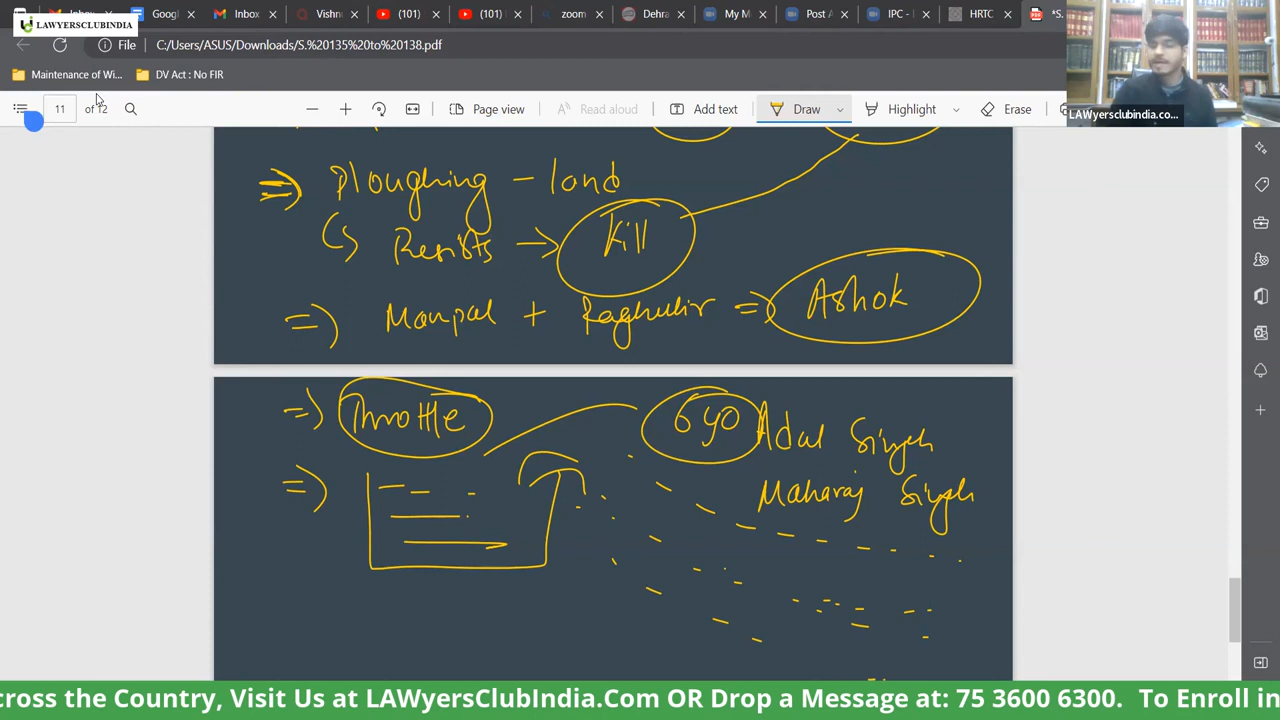 Inbox
Googl
Inbox
Vishr
(101)
(101)
zoom
Dehra
My M
Post
IPC - I
HRTC
*S.
LAWYERSCLUBINDIA
File C:/Users/ASUS/Downloads/S.%20135%20to%20138.pdf
Maintenance of Wi... DV Act : No FIR
11 of 12 Page view Read aloud Add text Draw Highlight Erase
LAWyersclubindia.co...
=> Ploughing - land
Resists → Kill
=> Manpal + Raghubir => Ashok
=> Throttle 640 Adal Singh
=> Maharaj Singh
cross the Country, Visit Us at LAWyersClubIndia.Com OR Drop a Message at: 75 3600 6300. To Enroll in